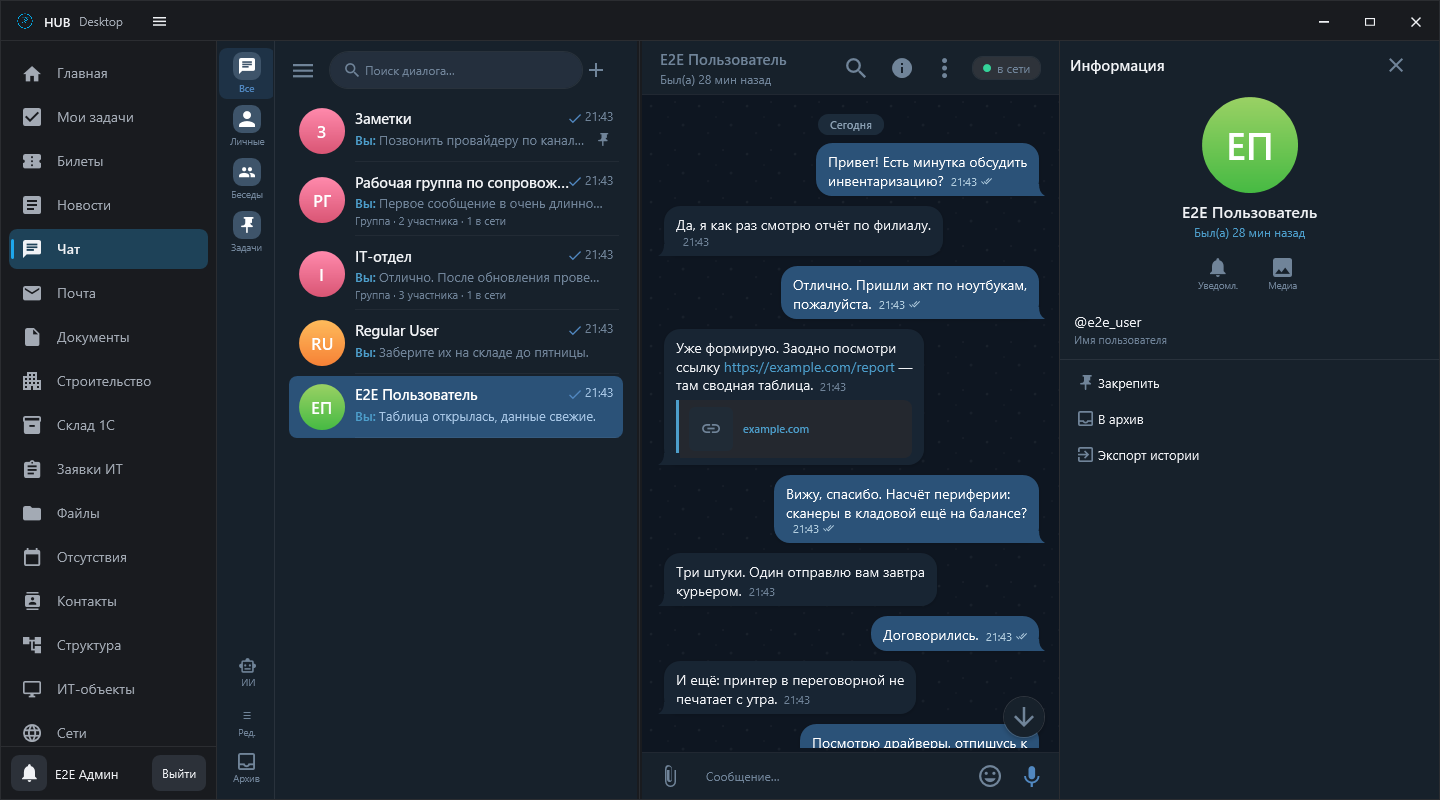 HUB Desktop
Главная
Мои задачи
Билеты
Новости
Чат
Почта
Документы
Строительство
Склад 1С
Заявки ИТ
Файлы
Отсутствия
Контакты
Структура
ИТ-объекты
Сети
E2E Админ
Выйти
Все
Личные
Беседы
Задачи
ИИ
Ред.
Архив
Поиск диалога...
З
Заметки
21:43
Вы: Позвонить провайдеру по канал...
РГ
Рабочая группа по сопровож...
21:43
Вы: Первое сообщение в очень длинно...
Группа · 2 участника · 1 в сети
I
IT-отдел
21:43
Вы: Отлично. После обновления прове...
Группа · 3 участника · 1 в сети
RU
Regular User
21:43
Вы: Заберите их на складе до пятницы.
ЕП
E2E Пользователь
21:43
Вы: Таблица открылась, данные свежие.
E2E Пользователь
Был(а) 28 мин назад
в сети
Сегодня
Привет! Есть минутка обсудить
инвентаризацию? 21:43
Да, я как раз смотрю отчёт по филиалу.
21:43
Отлично. Пришли акт по ноутбукам,
пожалуйста. 21:43
Уже формирую. Заодно посмотри
ссылку https://example.com/report —
там сводная таблица. 21:43
example.com
Вижу, спасибо. Насчёт периферии:
сканеры в кладовой ещё на балансе?
21:43
Три штуки. Один отправлю вам завтра
курьером. 21:43
Договорились. 21:43
И ещё: принтер в переговорной не
печатает с утра. 21:43
Посмотрю драйверы, отпишусь к
Сообщение...
Информация
ЕП
E2E Пользователь
Был(а) 28 мин назад
Уведомл.
Медиа
@e2e_user
Имя пользователя
Закрепить
В архив
Экспорт истории